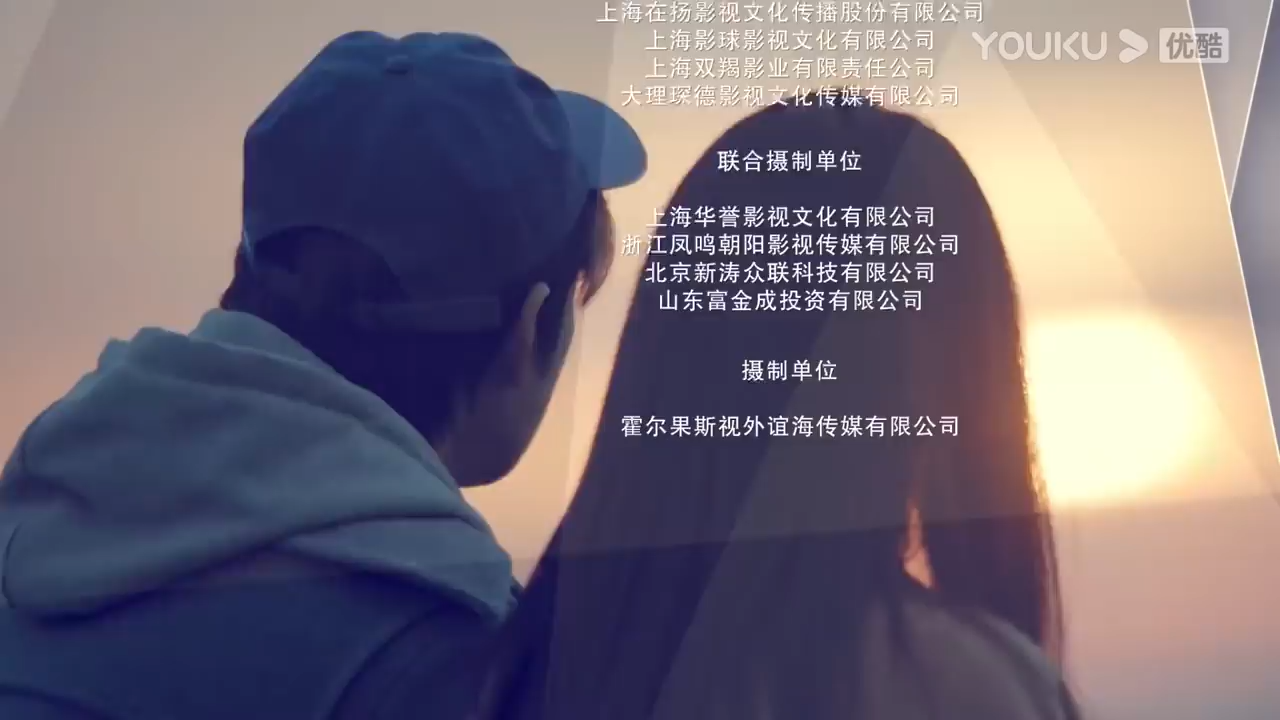 上海在扬影视文化传播股份有限公司
上海影球影视文化有限公司
YOUKU 优酷
上海双羯影业有限责任公司
大理琛德影视文化传媒有限公司
联合摄制单位
上海华誉影视文化有限公司
浙江凤鸣朝阳影视传媒有限公司
北京新涛众联科技有限公司
山东富金成投资有限公司
摄制单位
霍尔果斯视外谊海传媒有限公司